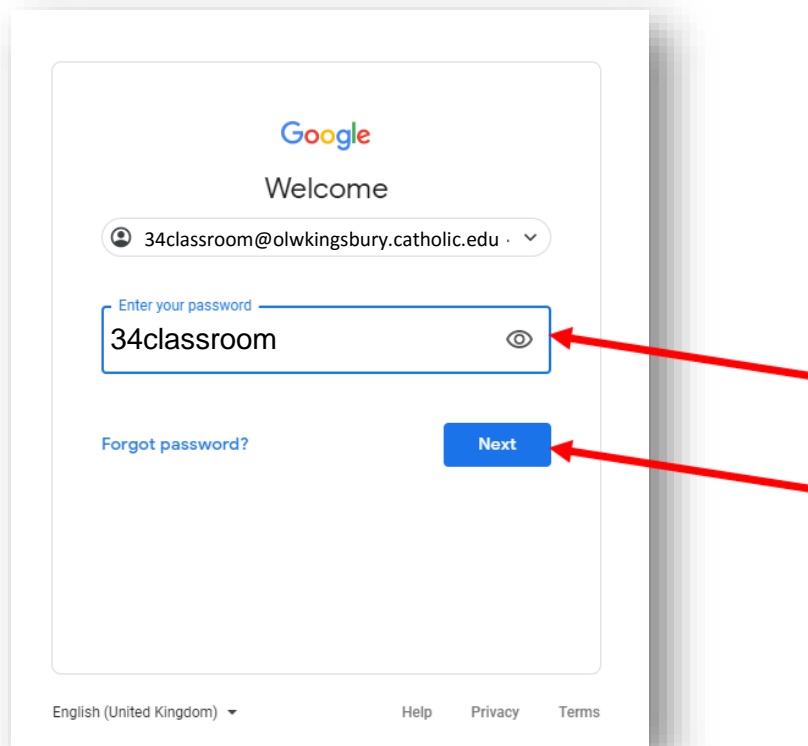 Google
Welcome
34classroom@olwkingsbury.catholic.edu ·
Enter your password
34classroom
Forgot password?
Next
English (United Kingdom)
Help Privacy Terms